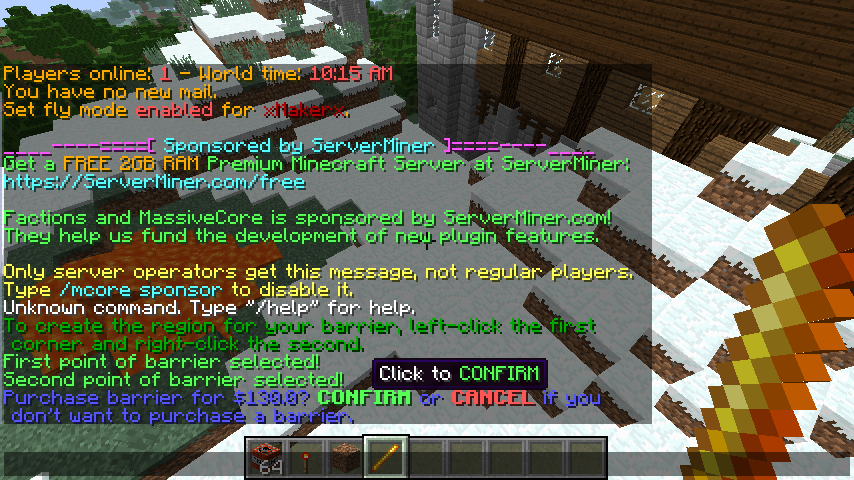 Players online: 1 - World time: 10:15 AM
You have no new mail.
Set fly mode enabled for xMakerx.
____----====[ Sponsored by ServerMiner ]====----____
Get a FREE 2GB RAM Premium Minecraft Server at ServerMiner:
https://ServerMiner.com/free
Factions and MassiveCore is sponsored by ServerMiner.com!
They help us fund the development of new plugin features.
Only server operators get this message, not regular players.
Type /mcore sponsor to disable it.
Unknown command. Type "/help" for help.
To create the region for your barrier, left-click the first
corner and right-click the second.
First point of barrier selected!
Second point of barrier selected!
Click to CONFIRM
Purchase barrier for $130.0? CONFIRM or CANCEL if you
don't want to purchase a barrier.
64